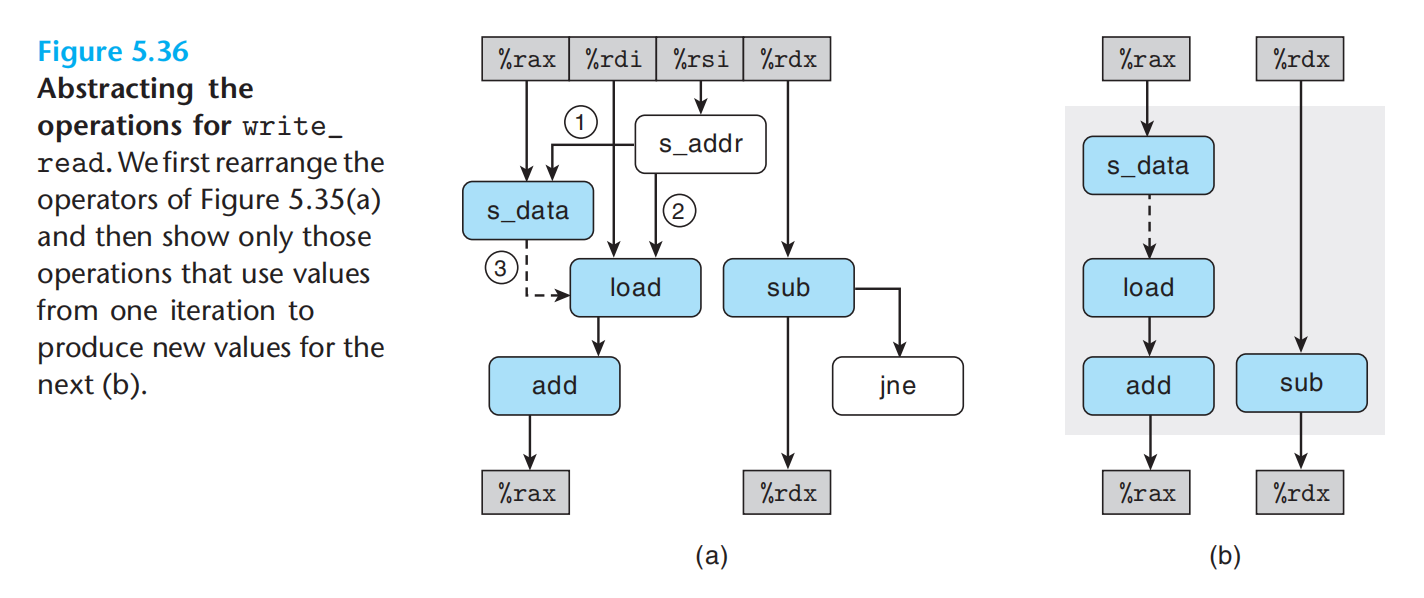 Figure 5.36
Abstracting the
operations for write_
read. We first rearrange the
operators of Figure 5.35(a)
and then show only those
operations that use values
from one iteration to
produce new values for the
next (b).
%rax %rdi %rsi %rdx
1
s_addr
s_data
2
3
load
sub
add
jne
%rax
%rdx
(a)
%rax
%rdx
s_data
load
add
sub
%rax
%rdx
(b)